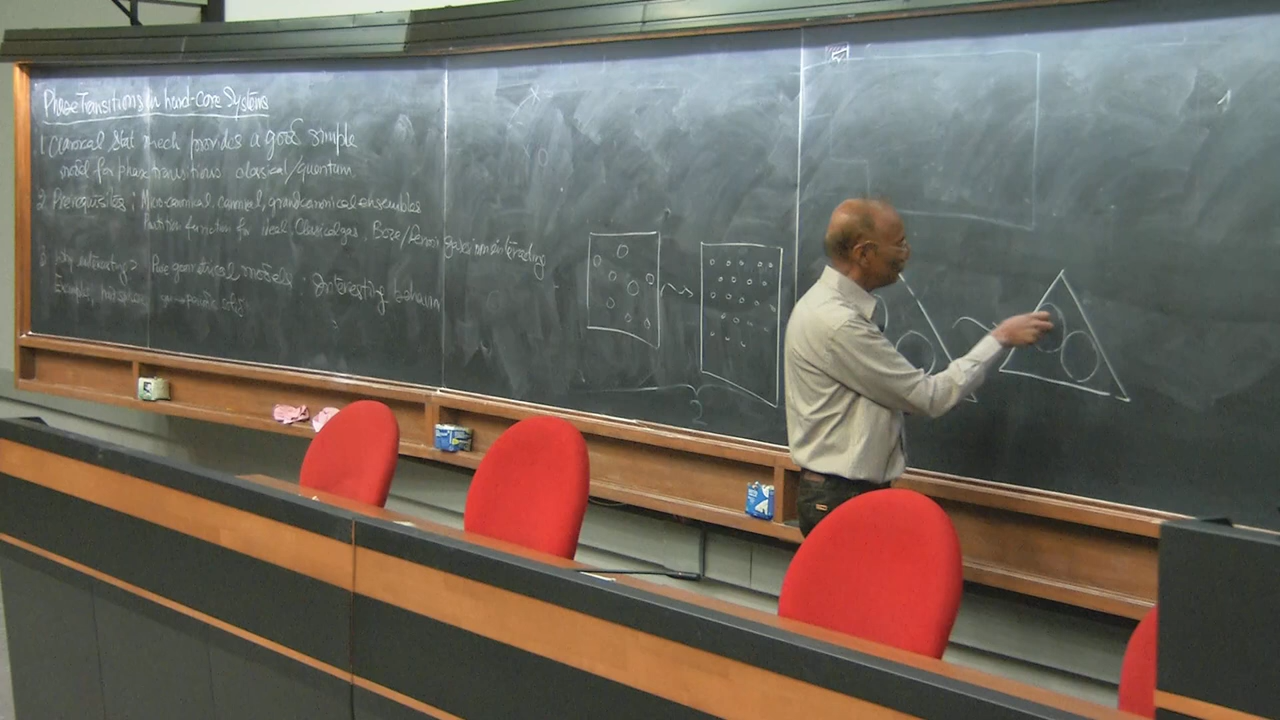 Phase Transitions in hard-Core Systems
1 Classical Stat mech provides a good simple
model for phase transitions classical/quantum
2 Prerequisites : Micro-canonical, canonical, grand canonical ensembles
Partition function for ideal Classical gas, Bose/Fermi gases noninteracting
3 Why interesting? Pure geometrical models : Interesting behavior
Example,